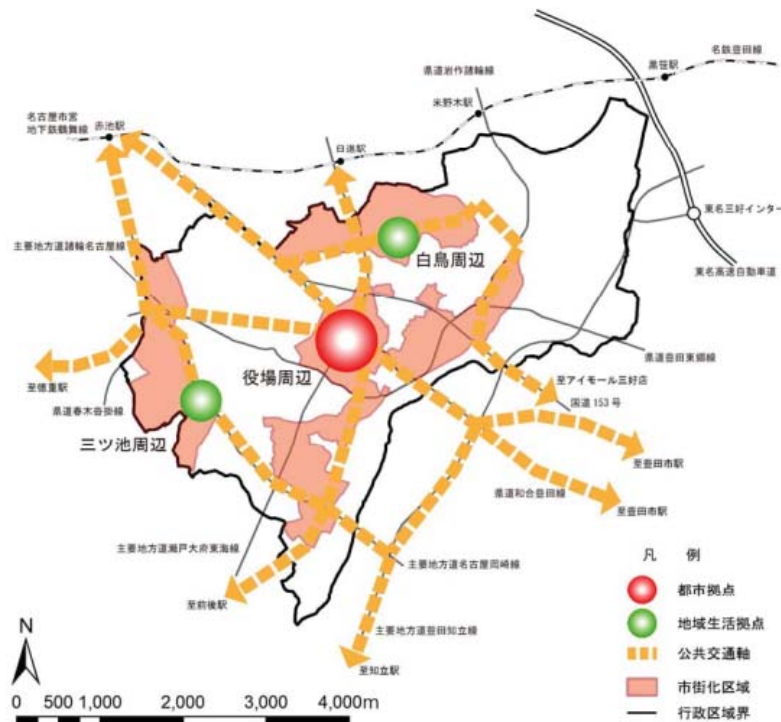 名鉄豊田線
黒笹駅
県道岩作諸輪線
米野木駅
名古屋市営
地下鉄鶴舞線
赤池駅
日進駅
東名三好インター
主要地方道諸輪名古屋線
白鳥周辺
東名高速自動車道
役場周辺
県道豊田東郷線
至徳重駅
至アイモール三好店
国道153号
県道春木沓掛線
三ツ池周辺
至豊田市駅
県道和合豊田線
至豊田市駅
主要地方道瀬戸大府東海線
主要地方道名古屋岡崎線
至前後駅
主要地方道豊田知立線
至知立駅
凡 例
都市拠点
地域生活拠点
公共交通軸
市街化区域
行政区域界
N
0 500 1,000 2,000 3,000 4,000m